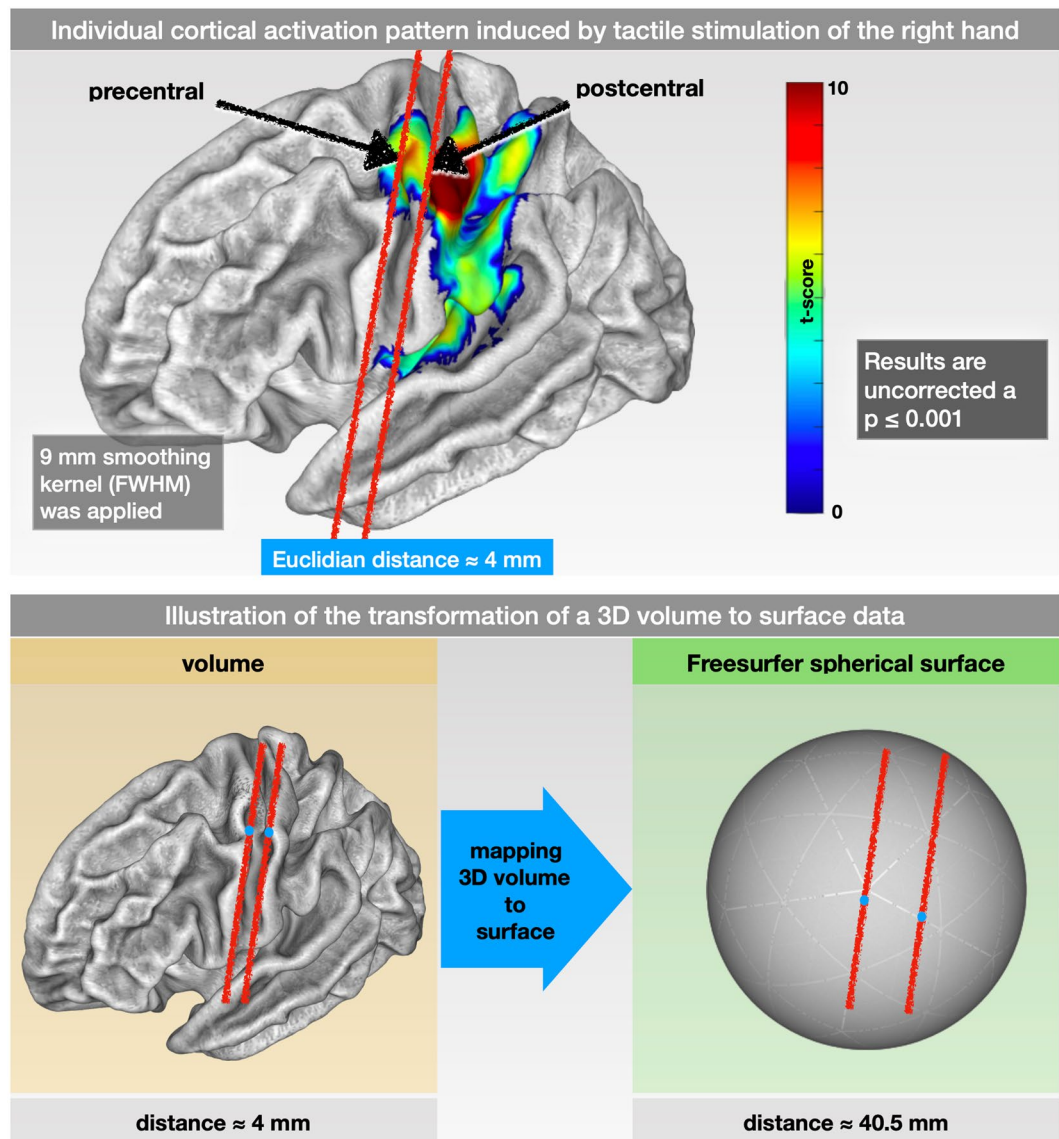 Individual cortical activation pattern induced by tactile stimulation of the right hand
precentral
postcentral
10
t-score
0
Results are
uncorrected a
p ≤ 0.001
9 mm smoothing
kernel (FWHM)
was applied
Euclidian distance ≈ 4 mm
Illustration of the transformation of a 3D volume to surface data
volume
Freesurfer spherical surface
mapping
3D volume
to
surface
distance ≈ 4 mm
distance ≈ 40.5 mm